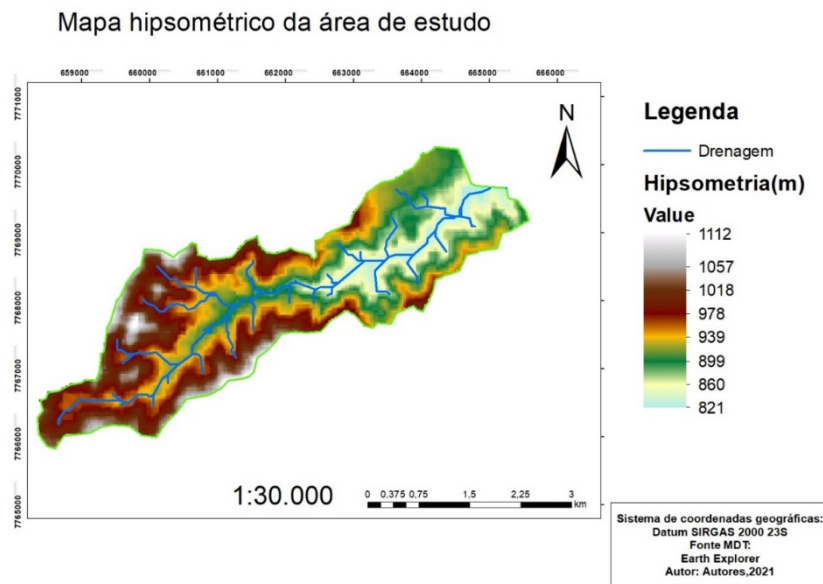 Mapa hipsométrico da área de estudo
659000 660000 661000 662000 663000 664000 665000 666000
7771000
7770000
7769000
7768000
7767000
7766000
7765000
N
Legenda
Drenagem
Hipsometria(m)
Value
1112
1057
1018
978
939
899
860
821
1:30.000
0 0,375 0,75 1,5 2,25 3
km
Sistema de coordenadas geográficas:
Datum SIRGAS 2000 23S
Fonte MDT:
Earth Explorer
Autor: Autores,2021